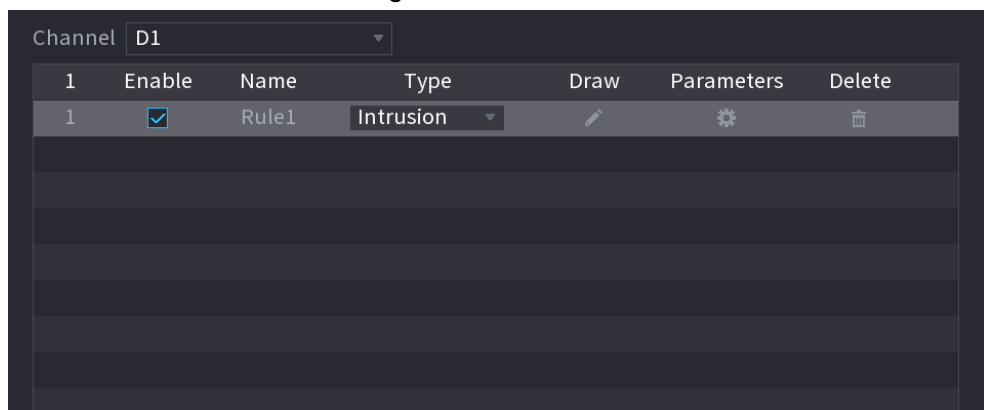 Channel D1
1 Enable Name Type Draw Parameters Delete
1 Rule1 Intrusion